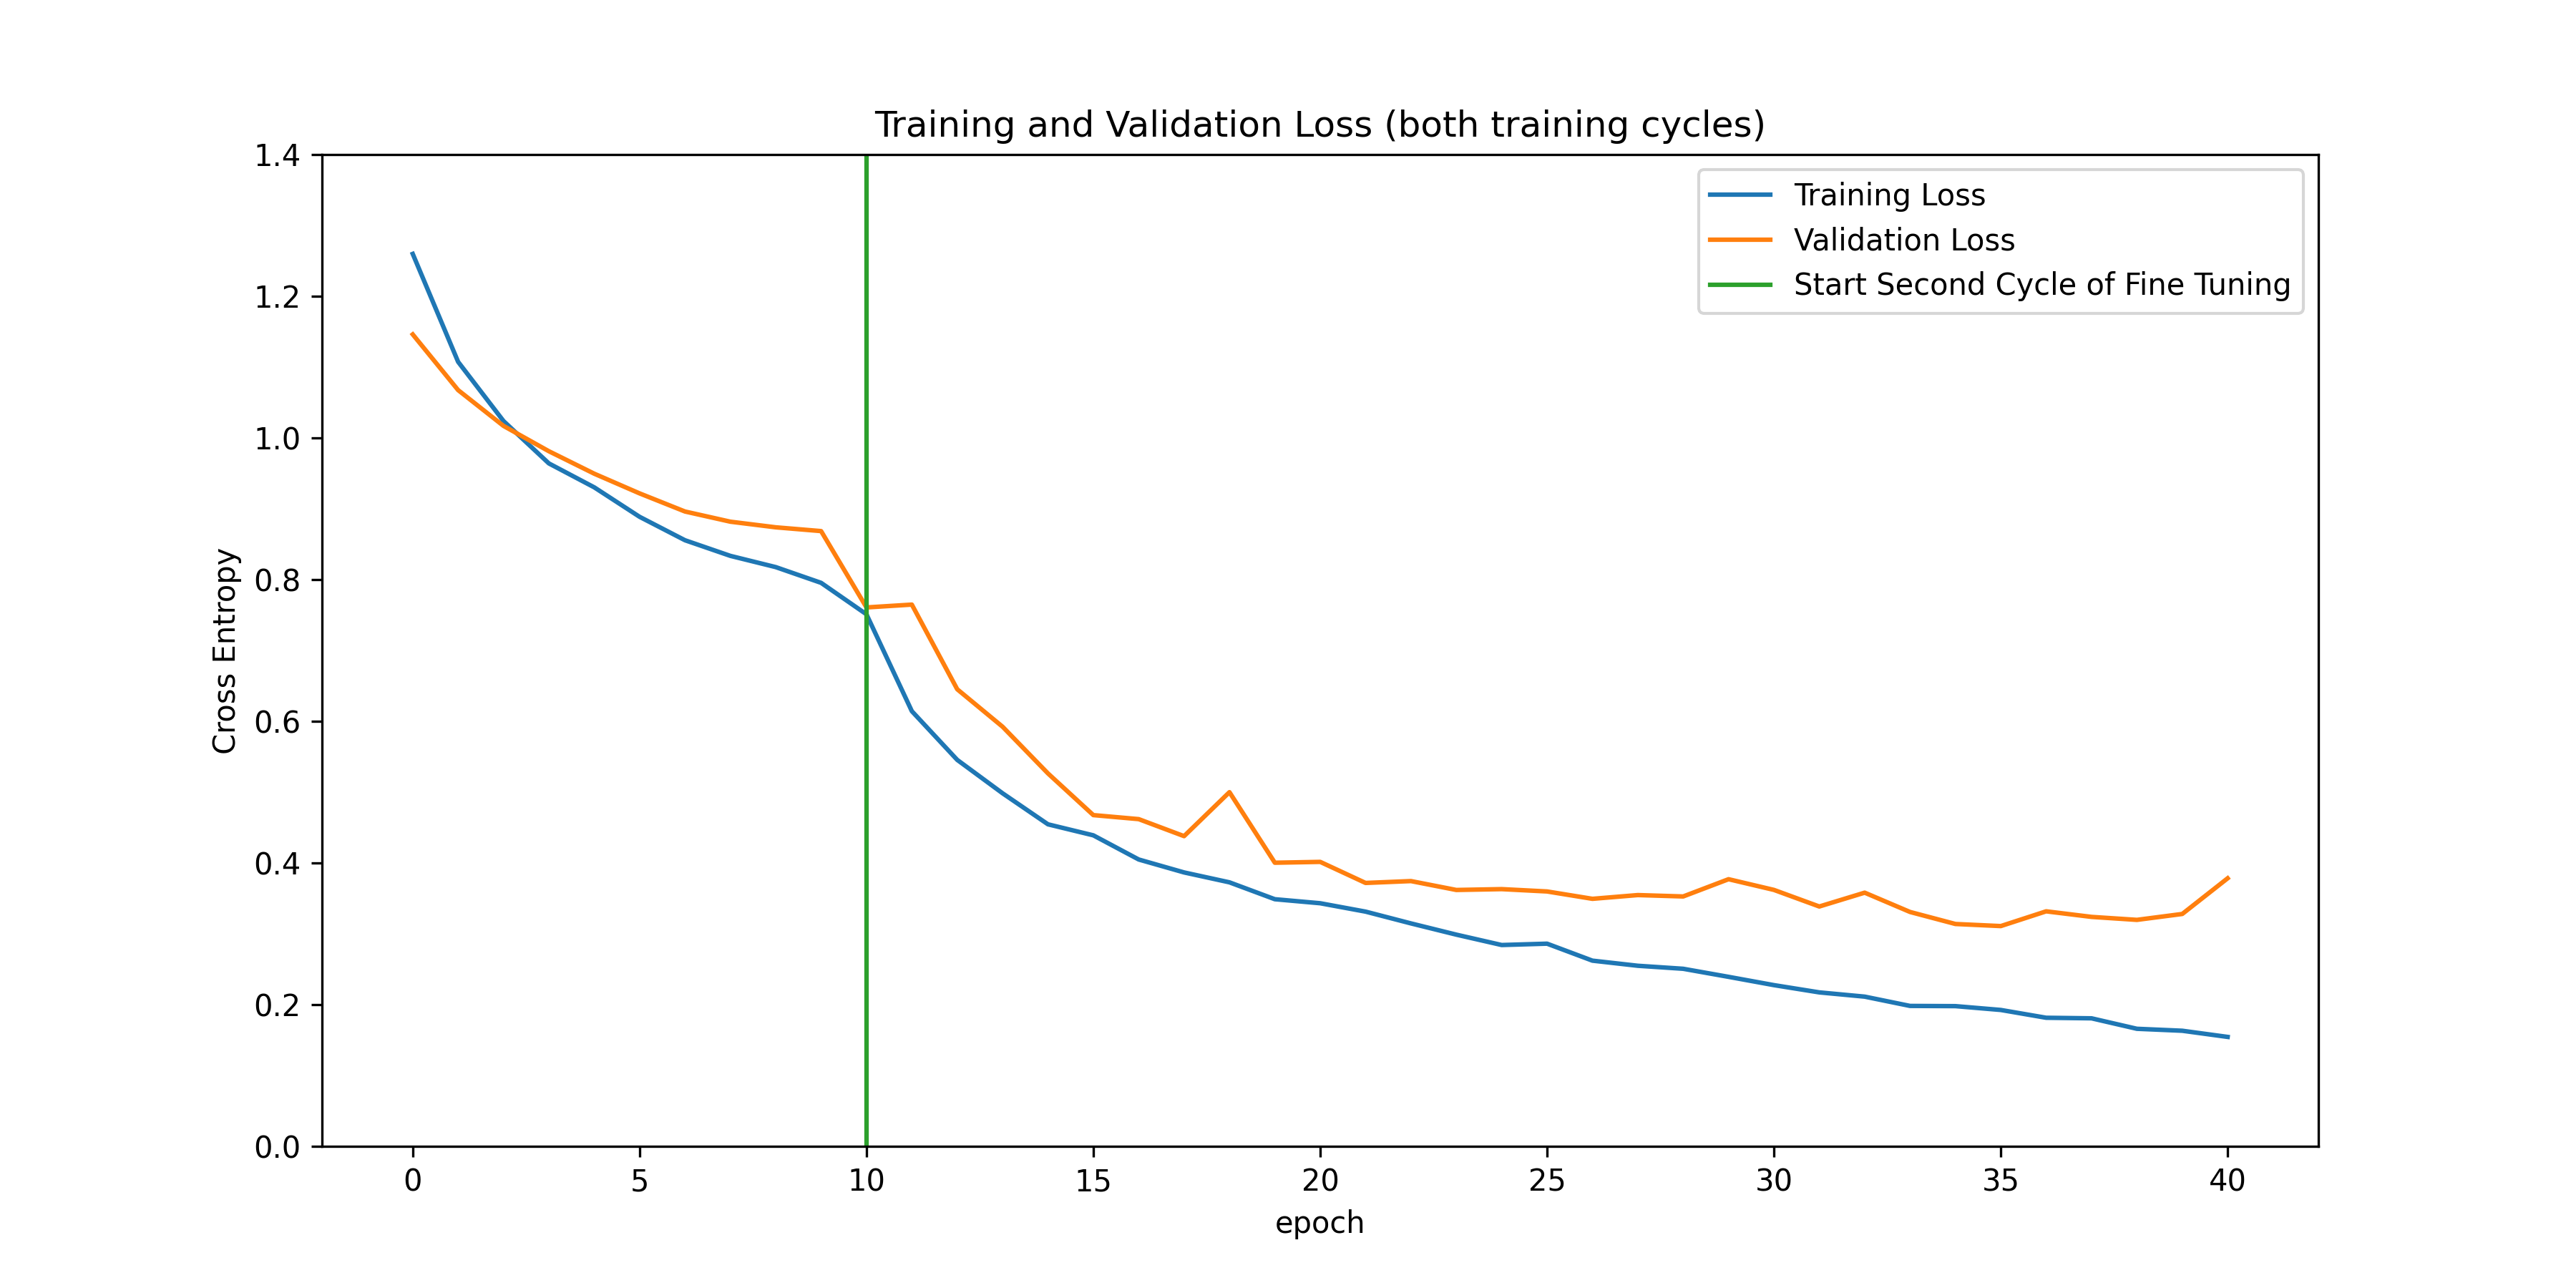 Training and Validation Loss (both training cycles)
1.4
1.2
1.0
0.8
0.6
0.4
0.2
0.0
Cross Entropy
Training Loss
Validation Loss
Start Second Cycle of Fine Tuning
0 5 10 15 20 25 30 35 40
epoch